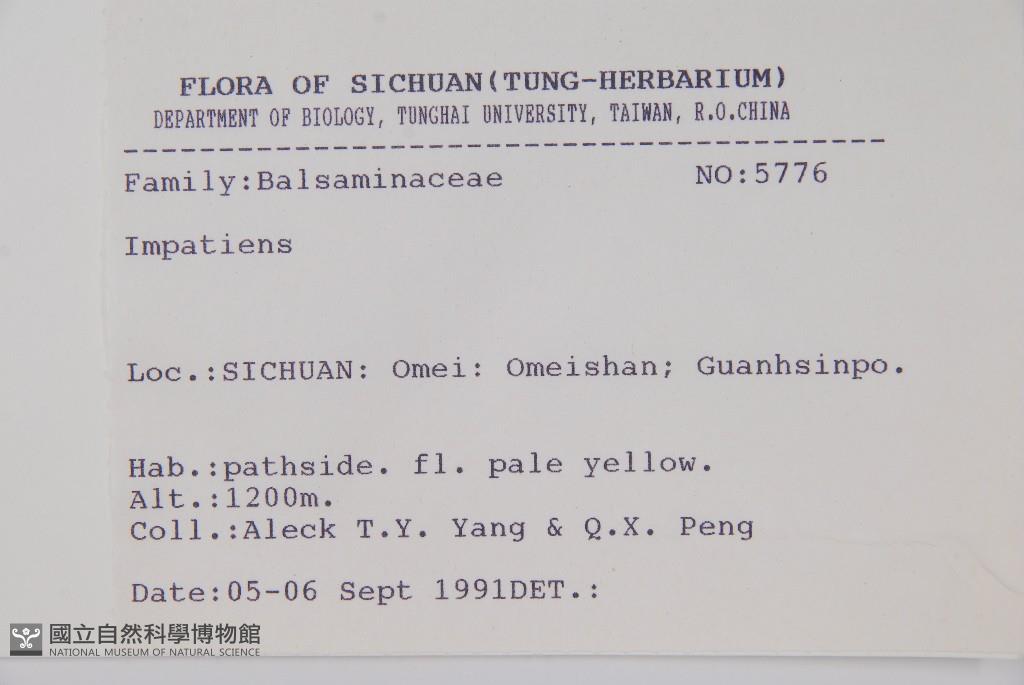 FLORA OF SICHUAN(TUNG-HERBARIUM)
DEPARTMENT OF BIOLOGY, TUNGHAI UNIVERSITY, TAIWAN, R.O.CHINA
Family:Balsaminaceae NO:5776
Impatiens
Loc.:SICHUAN: Omei: Omeishan; Guanhsinpo.
Hab.:pathside. fl. pale yellow.
Alt.:1200m.
Coll.:Aleck T.Y. Yang & Q.X. Peng
Date:05-06 Sept 1991DET.:
國立自然科學博物館
NATIONAL MUSEUM OF NATURAL SCIENCE